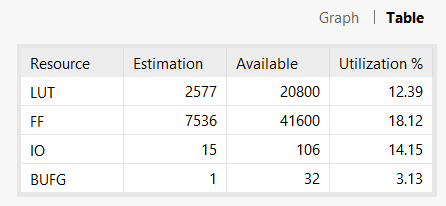 Graph | Table
Resource Estimation Available Utilization %
LUT 2577 20800 12.39
FF 7536 41600 18.12
IO 15 106 14.15
BUFG 1 32 3.13